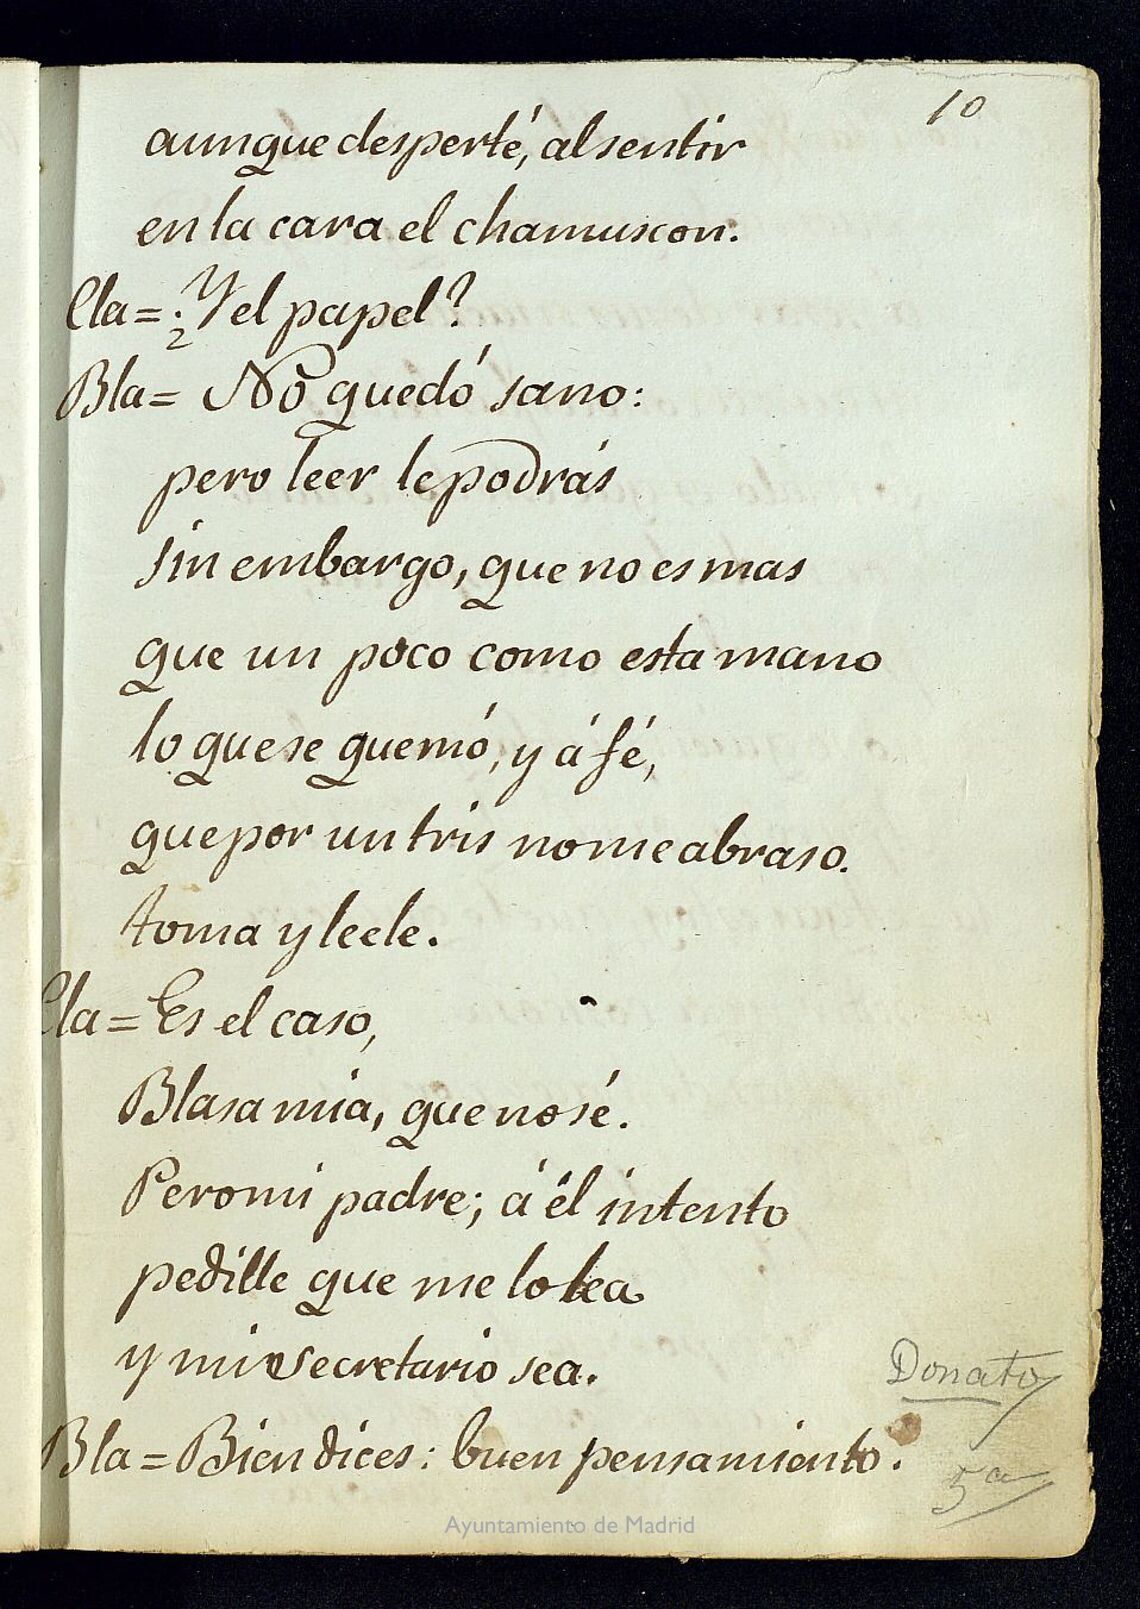 10
aunque desperté, al sentir
en la cara el chamuscon.
Cla = ¿Y el papel?
Bla = No quedó sano:
pero leer le podrás
sin embargo, que no es mas
que un poco como esta mano
lo que se quemó, y á fé,
que por un tris no me abraso.
toma y leele.
Cla = Es el caso,
Blasa mia, que no sé.
Pero mi padre; á él intento
pedille que me lo lea
y mi secretario sea.
Donato
Bla = Bien dices: buen pensamiento.
5ª
Ayuntamiento de Madrid